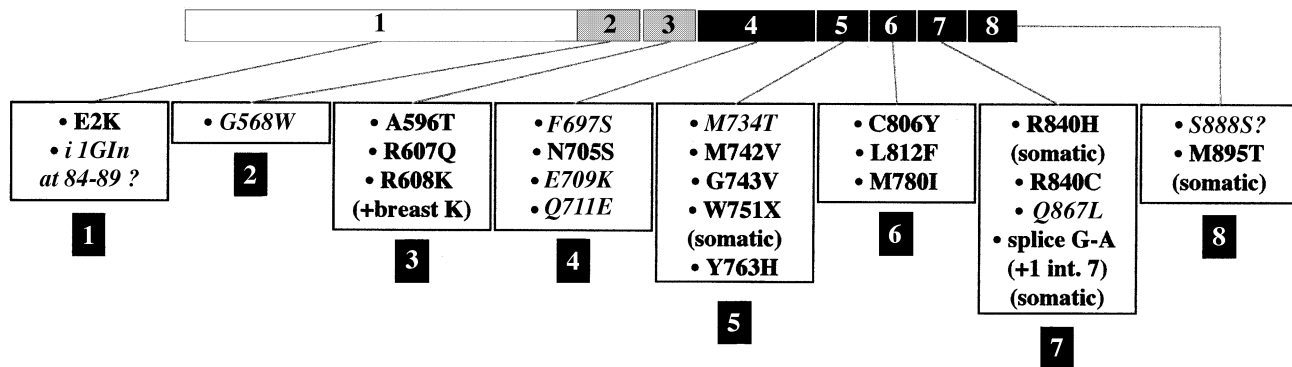 1 2 3 4 5 6 7 8
• E2K
• i 1GIn
at 84-89 ?
1
• G568W
2
• A596T
• R607Q
• R608K
(+breast K)
3
• F697S
• N705S
• E709K
• Q711E
4
• M734T
• M742V
• G743V
• W751X
(somatic)
• Y763H
5
• C806Y
• L812F
• M780I
6
• R840H
(somatic)
• R840C
• Q867L
• splice G-A
(+1 int. 7)
(somatic)
7
• S888S?
• M895T
(somatic)
8